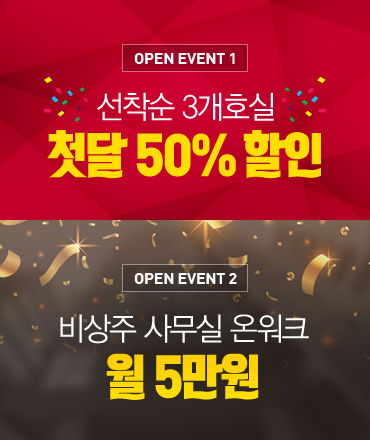 OPEN EVENT 1
선착순 3개호실
첫달 50% 할인
OPEN EVENT 2
비상주 사무실 온워크
월 5만원